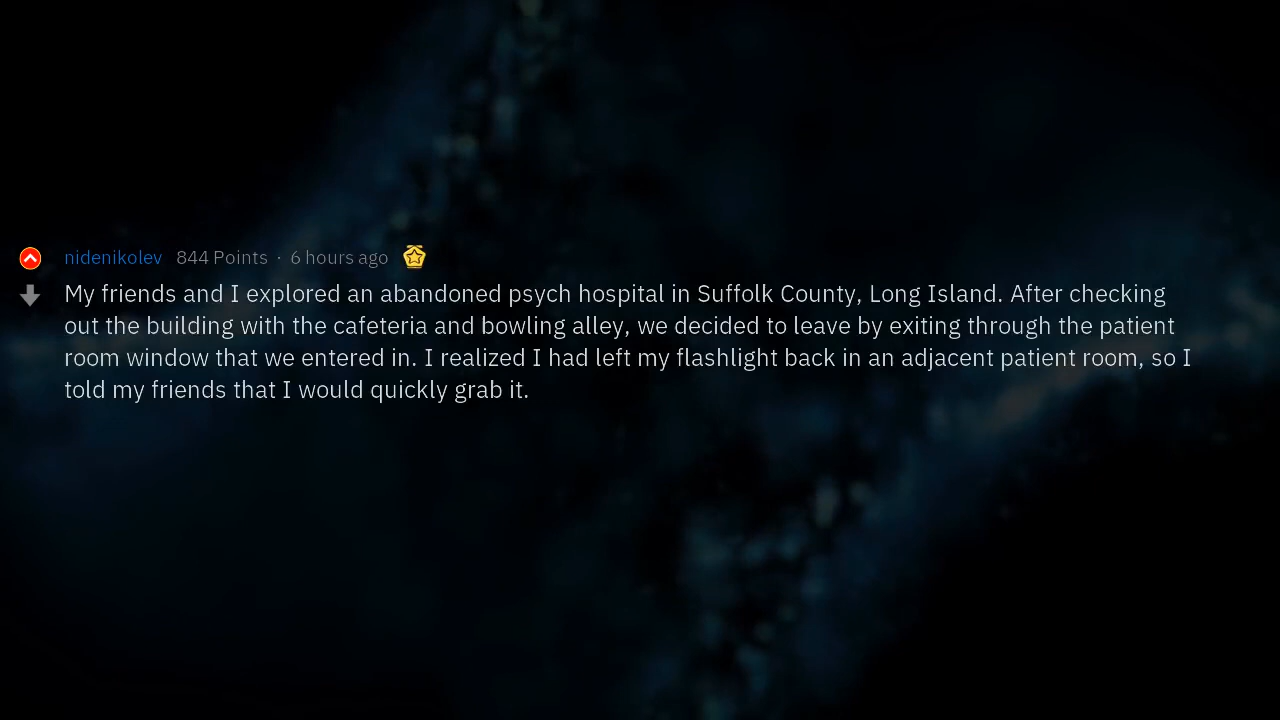 nidenikolev 844 Points · 6 hours ago
My friends and I explored an abandoned psych hospital in Suffolk County, Long Island. After checking
out the building with the cafeteria and bowling alley, we decided to leave by exiting through the patient
room window that we entered in. I realized I had left my flashlight back in an adjacent patient room, so I
told my friends that I would quickly grab it.